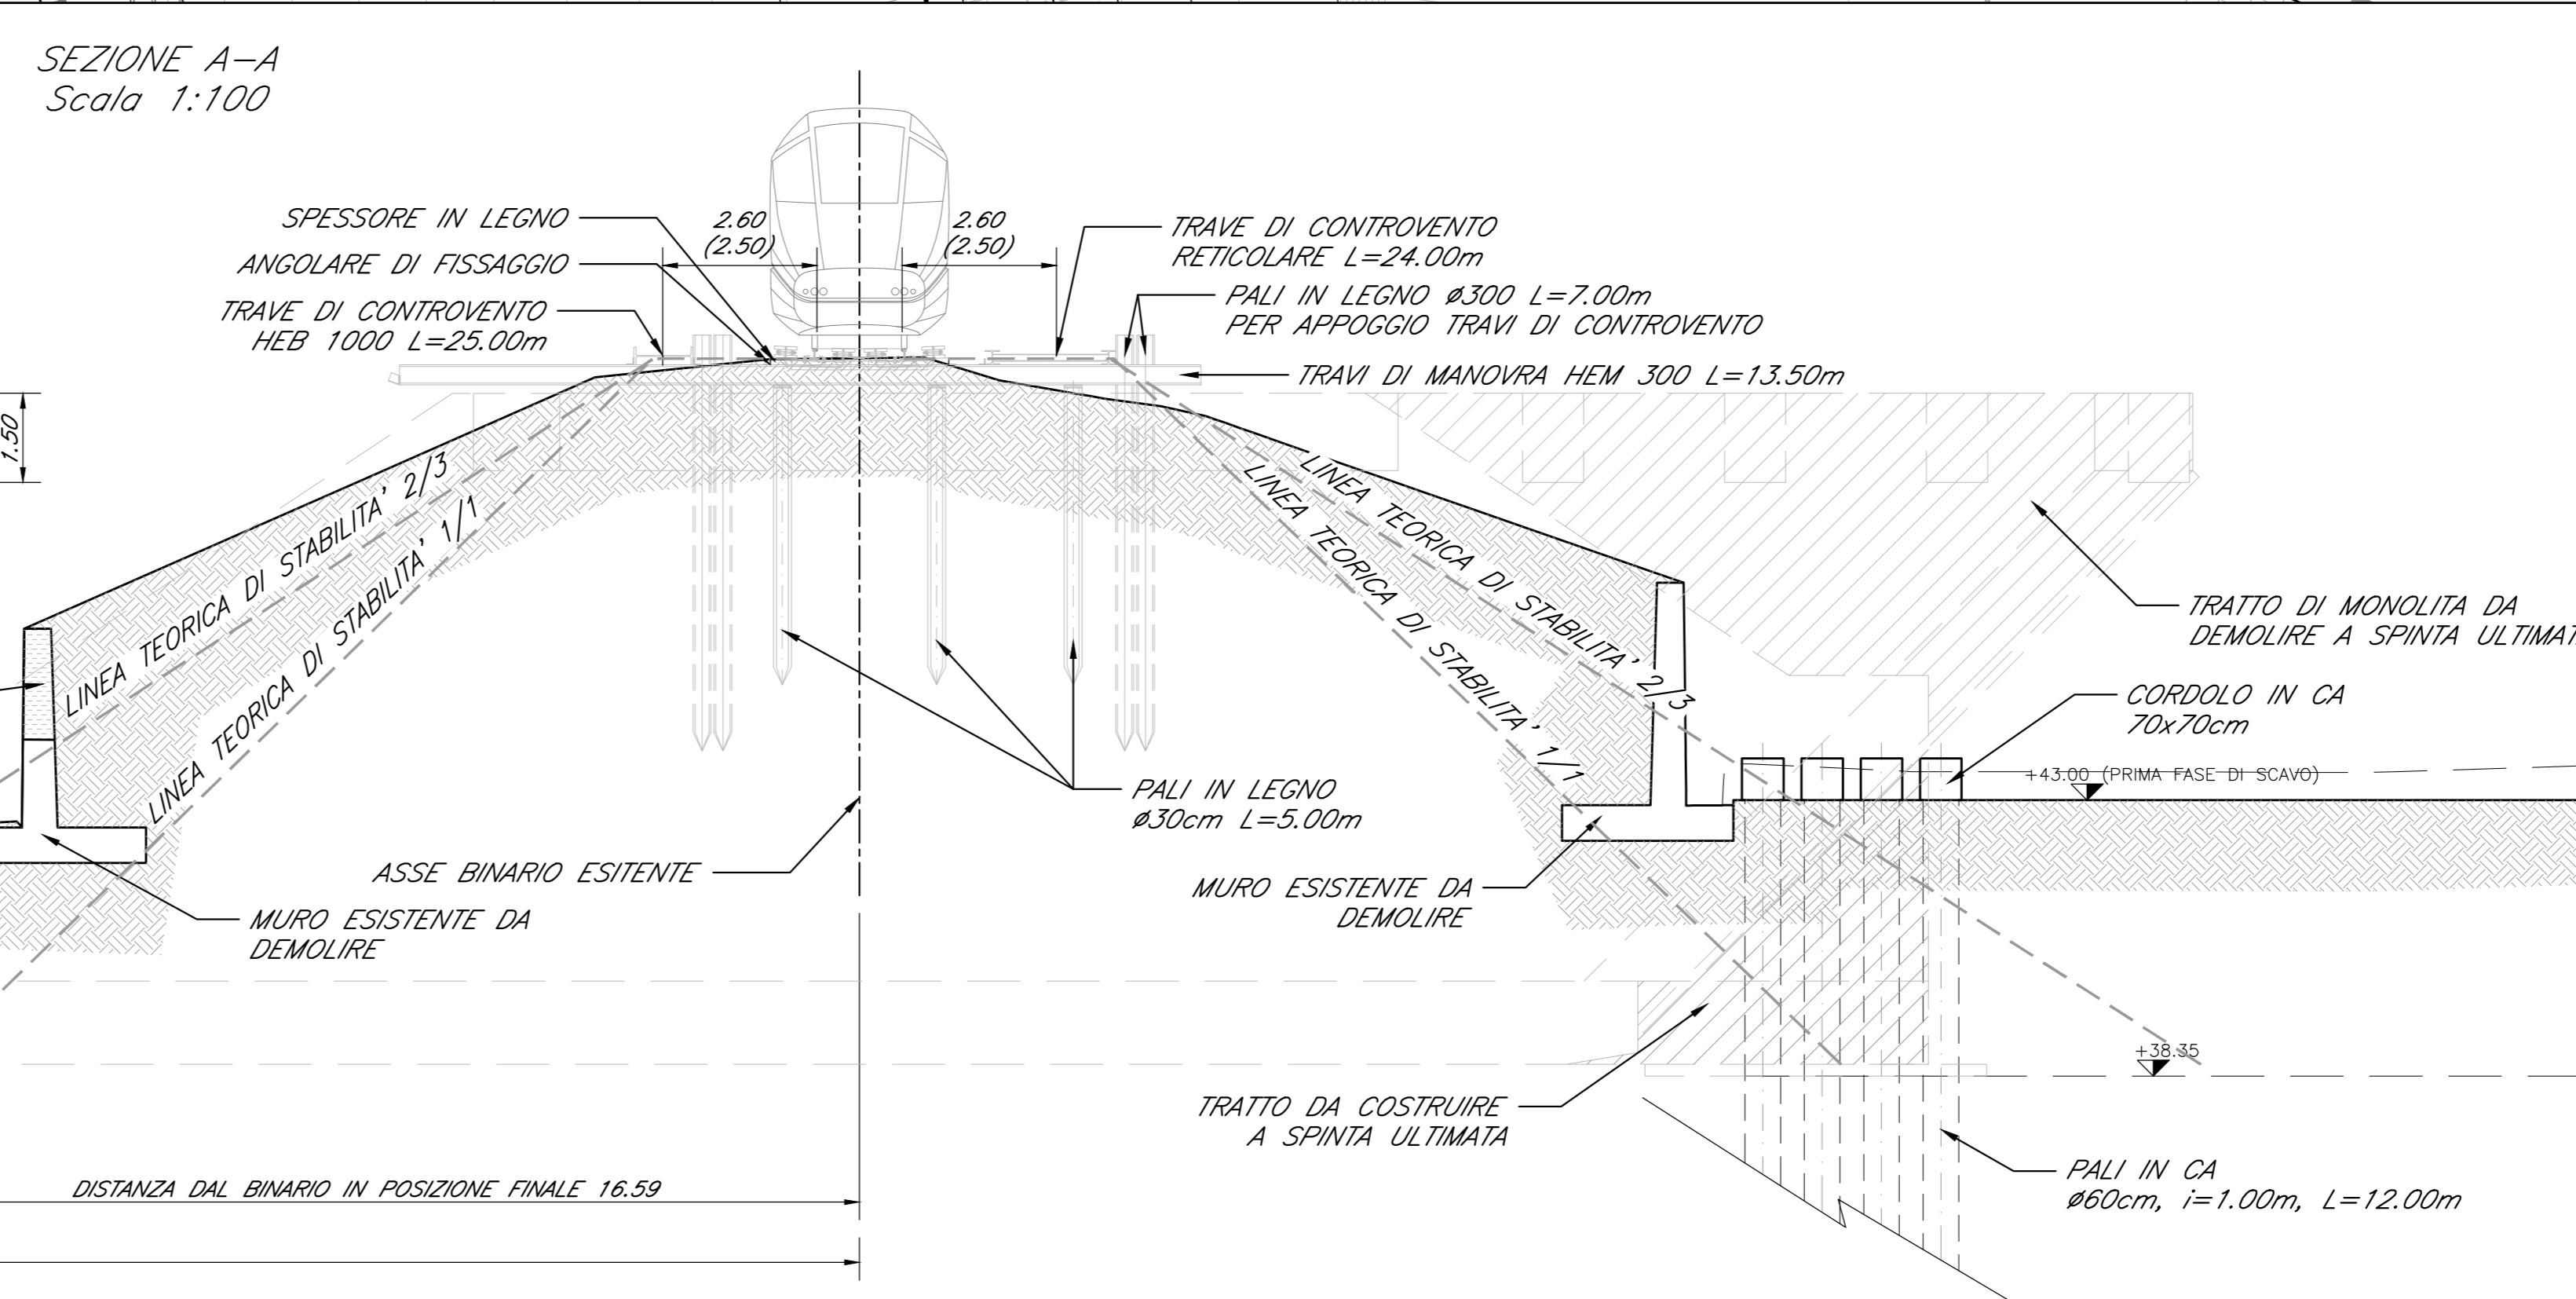 SEZIONE A-A
Scala 1:100
SPESSORE IN LEGNO
ANGOLARE DI FISSAGGIO
TRAVE DI CONTROVENTO
HEB 1000 L=25.00m
2.60
(2.50)
2.60
(2.50)
TRAVE DI CONTROVENTO
RETICOLARE L=24.00m
PALI IN LEGNO ø300 L=7.00m
PER APPOGGIO TRAVI DI CONTROVENTO
TRAVI DI MANOVRA HEM 300 L=13.50m
1.50
LINEA TEORICA DI STABILITA' 2/3
LINEA TEORICA DI STABILITA' 1/1
LINEA TEORICA DI STABILITA' 2/3
LINEA TEORICA DI STABILITA' 1/1
TRATTO DI MONOLITA DA
DEMOLIRE A SPINTA ULTIMAT
CORDOLO IN CA
70x70cm
+43.00 (PRIMA FASE DI SCAVO)
PALI IN LEGNO
ø30cm L=5.00m
ASSE BINARIO ESITENTE
MURO ESISTENTE DA
DEMOLIRE
MURO ESISTENTE DA
DEMOLIRE
+38.35
TRATTO DA COSTRUIRE
A SPINTA ULTIMATA
PALI IN CA
ø60cm, i=1.00m, L=12.00m
DISTANZA DAL BINARIO IN POSIZIONE FINALE 16.59